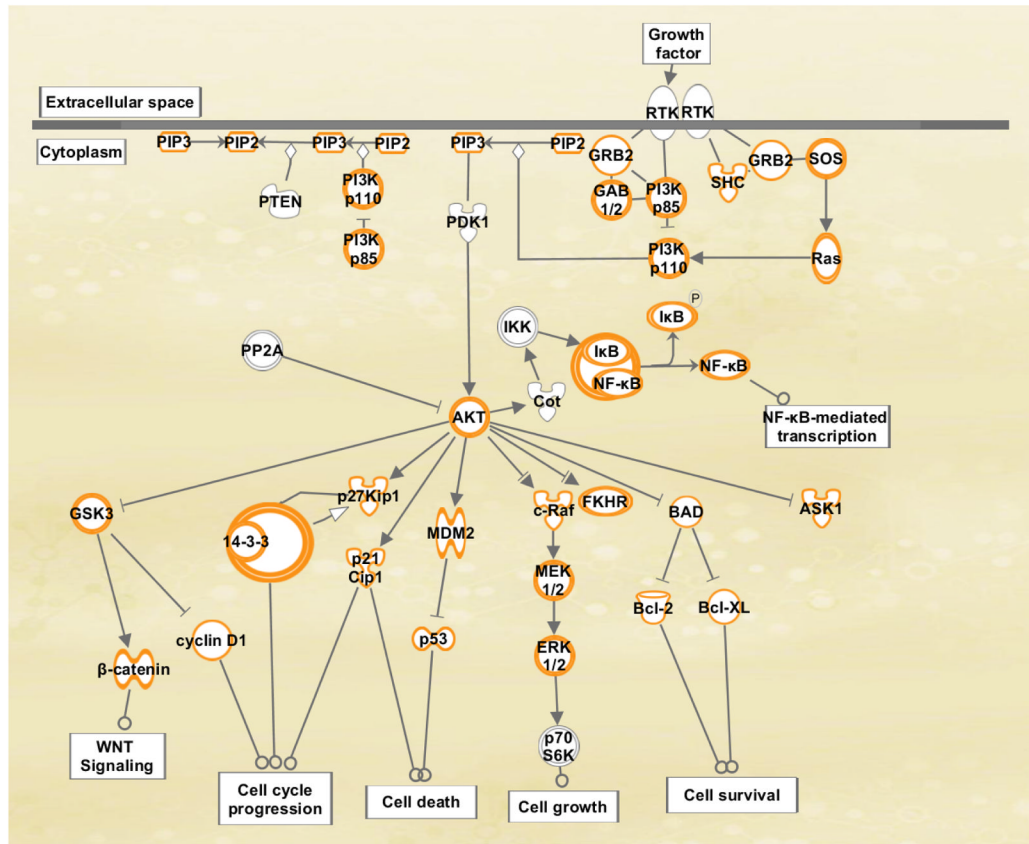 Growth
factor
Extracellular space
RTK
RTK
Cytoplasm
PIP3
PIP2
PIP3
PIP2
PIP3
PIP2
GRB2
GRB2
SOS
PTEN
PI3K
p110
PDK1
GAB
1/2
PI3K
p85
SHC
PI3K
p85
PI3K
p110
Ras
PP2A
IKK
IκB
P
IκB
NF-κB
NF-κB
Cot
AKT
NF-κB-mediated
transcription
GSK3
p27Kip1
14-3-3
MDM2
c-Raf
FKHR
BAD
ASK1
p21
Cip1
MEK
1/2
cyclin D1
p53
Bcl-2
Bcl-XL
β-catenin
ERK
1/2
p70
S6K
WNT
Signaling
Cell cycle
progression
Cell death
Cell growth
Cell survival